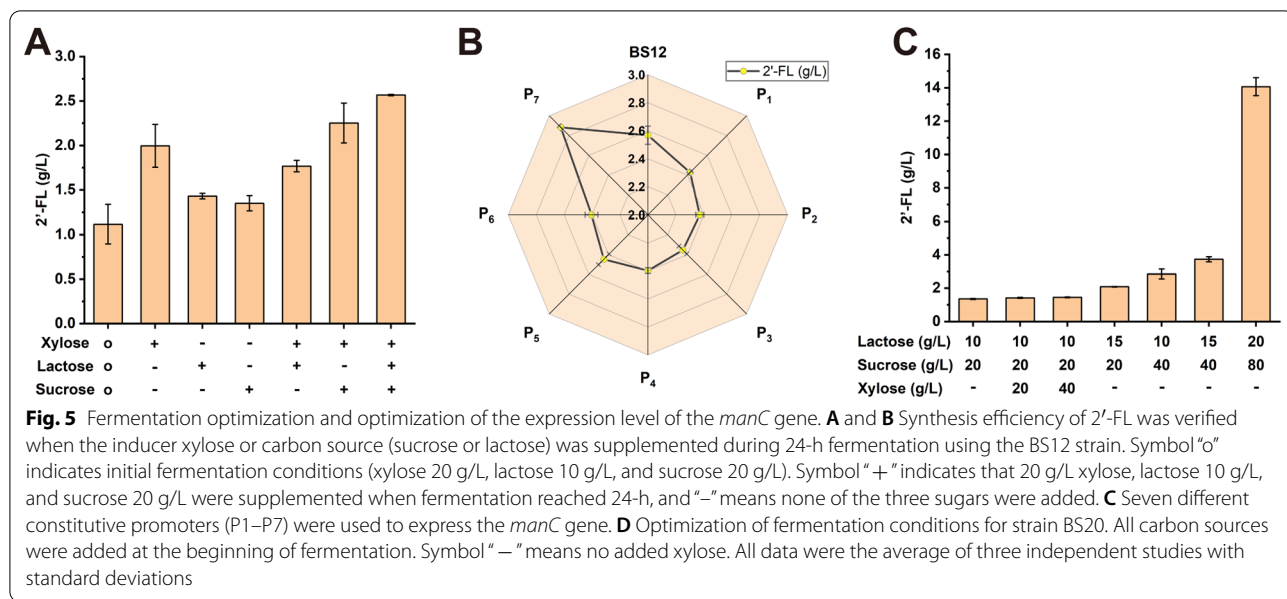 A
3.0
2.5
2.0
1.5
1.0
0.5
0.0
2'-FL (g/L)
Xylose o + - - + + +
Lactose o - + - + - +
Sucrose o - - + - + +
B
BS12
2'-FL (g/L)
3.0
2.8
2.6
2.4
2.2
2.0
P1
P2
P3
P4
P5
P6
P7
C
16
14
12
10
8
6
4
2
0
2'-FL (g/L)
Lactose (g/L) 10 10 10 15 10 15 20
Sucrose (g/L) 20 20 20 20 40 40 80
Xylose (g/L) - 20 40 - - - -
Fig. 5 Fermentation optimization and optimization of the expression level of the manC gene. A and B Synthesis efficiency of 2′-FL was verified
when the inducer xylose or carbon source (sucrose or lactose) was supplemented during 24-h fermentation using the BS12 strain. Symbol “o”
indicates initial fermentation conditions (xylose 20 g/L, lactose 10 g/L, and sucrose 20 g/L). Symbol “+” indicates that 20 g/L xylose, lactose 10 g/L,
and sucrose 20 g/L were supplemented when fermentation reached 24-h, and “–” means none of the three sugars were added. C Seven different
constitutive promoters (P1–P7) were used to express the manC gene. D Optimization of fermentation conditions for strain BS20. All carbon sources
were added at the beginning of fermentation. Symbol “−” means no added xylose. All data were the average of three independent studies with
standard deviations